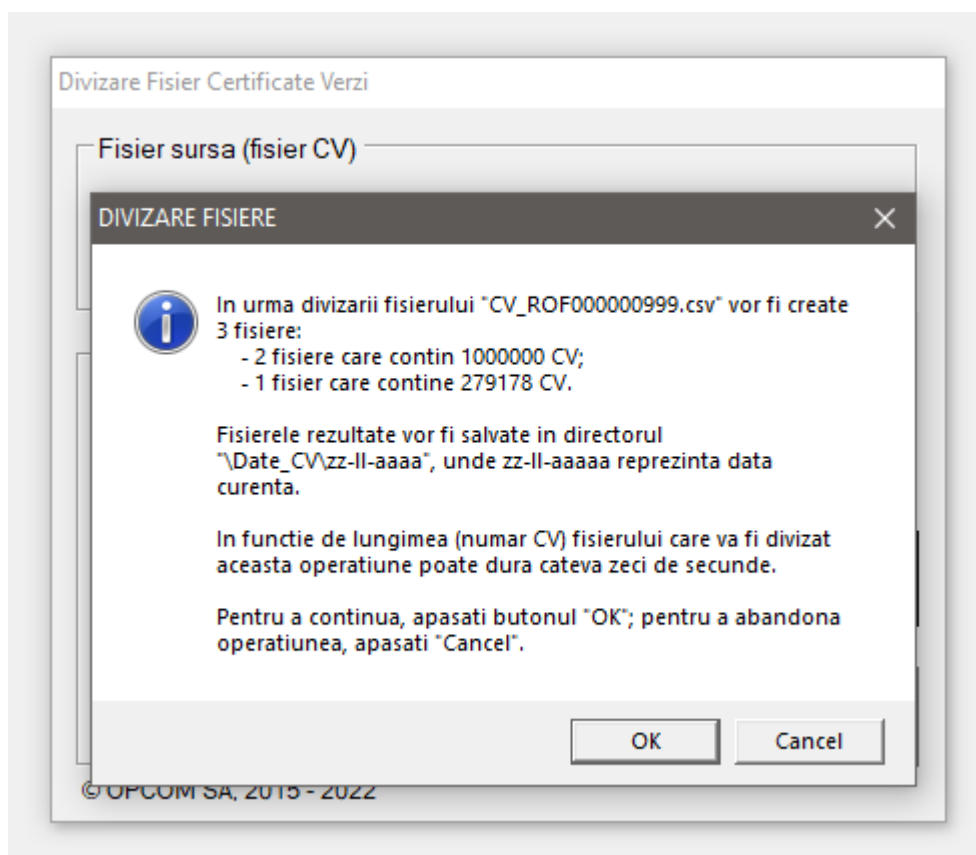 Divizare Fisier Certificate Verzi
Fisier sursa (fisier CV)
DIVIZARE FISIERE
In urma divizarii fisierului "CV_ROF000000999.csv" vor fi create
3 fisiere:
- 2 fisiere care contin 1000000 CV;
- 1 fisier care contine 279178 CV.
Fisierele rezultate vor fi salvate in directorul
"\Date_CV\zz-ll-aaaa", unde zz-ll-aaaaa reprezinta data
curenta.
In functie de lungimea (numar CV) fisierului care va fi divizat
aceasta operatiune poate dura cateva zeci de secunde.
Pentru a continua, apasati butonul "OK"; pentru a abandona
operatiunea, apasati "Cancel".
OK
Cancel
© OPCOM SA, 2015 - 2022